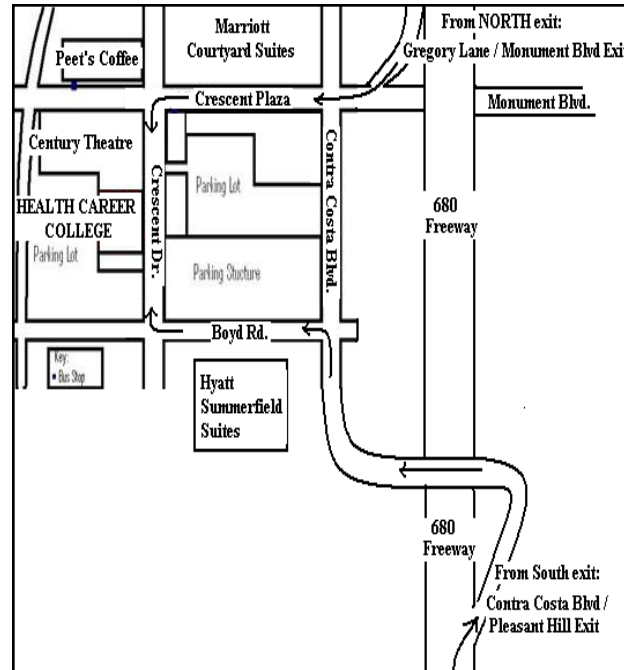 Marriott
Courtyard Suites
From NORTH exit:
Gregory Lane / Monument Blvd Exit
Peet's Coffee
Crescent Plaza
Monument Blvd.
Century Theatre
Crescent Dr.
Parking Lot
Contra Costa Blvd.
680
Freeway
HEALTH CAREER
COLLEGE
Parking Lot
Parking Stucture
Boyd Rd.
Key:
Bus Stop
Hyatt
Summerfield
Suites
680
Freeway
From South exit:
Contra Costa Blvd /
Pleasant Hill Exit